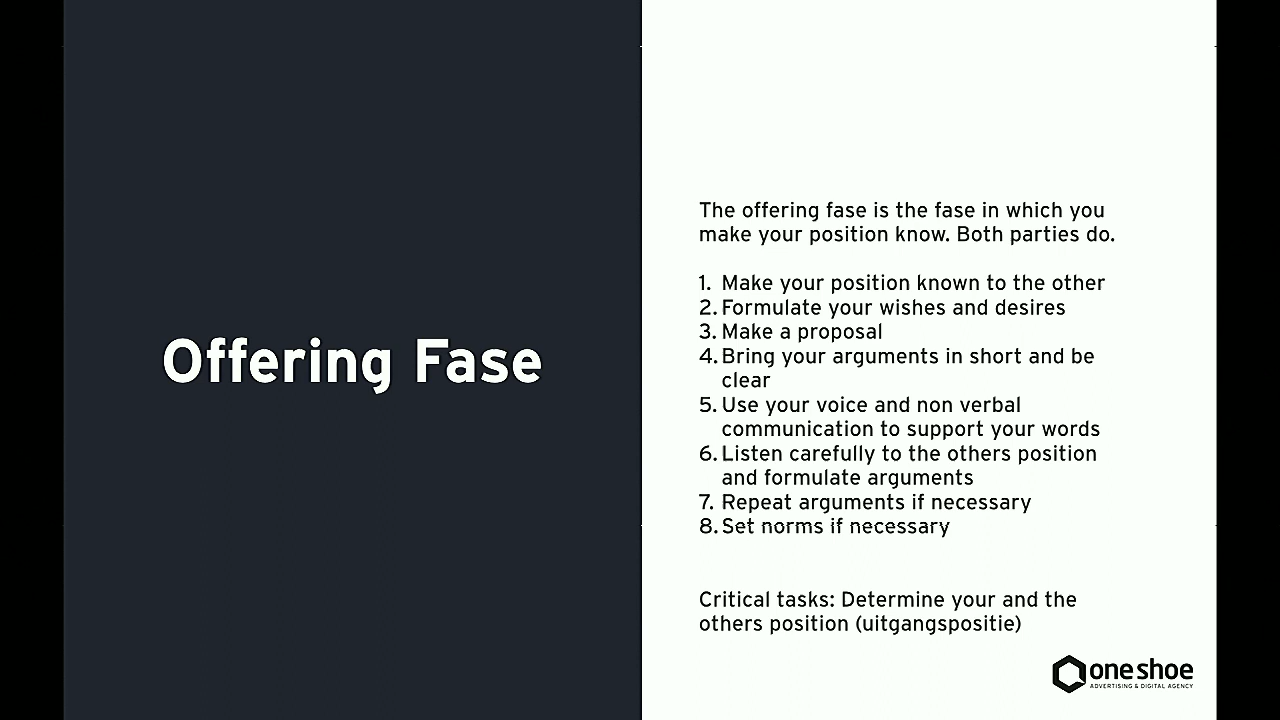 Offering Fase
The offering fase is the fase in which you
make your position know. Both parties do.
1. Make your position known to the other
2. Formulate your wishes and desires
3. Make a proposal
4. Bring your arguments in short and be
clear
5. Use your voice and non verbal
communication to support your words
6. Listen carefully to the others position
and formulate arguments
7. Repeat arguments if necessary
8. Set norms if necessary
Critical tasks: Determine your and the
others position (uitgangspositie)
one shoe
ADVERTISING & DIGITAL AGENCY